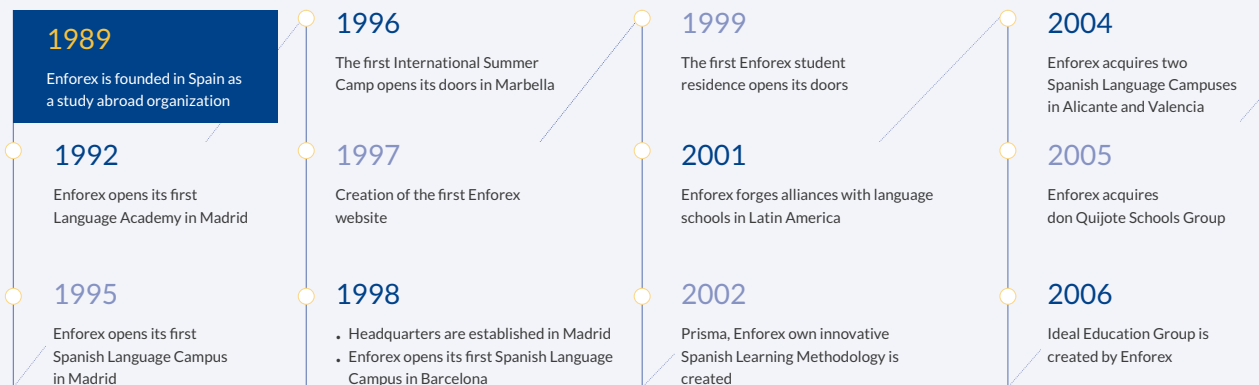 1989
Enforex is founded in Spain as
a study abroad organization
1992
Enforex opens its first
Language Academy in Madrid
1995
Enforex opens its first
Spanish Language Campus
in Madrid
1996
The first International Summer
Camp opens its doors in Marbella
1997
Creation of the first Enforex
website
1998
• Headquarters are established in Madrid
• Enforex opens its first Spanish Language
Campus in Barcelona
1999
The first Enforex student
residence opens its doors
2001
Enforex forges alliances with language
schools in Latin America
2002
Prisma, Enforex own innovative
Spanish Learning Methodology is
created
2004
Enforex acquires two
Spanish Language Campuses
in Alicante and Valencia
2005
Enforex acquires
don Quijote Schools Group
2006
Ideal Education Group is
created by Enforex